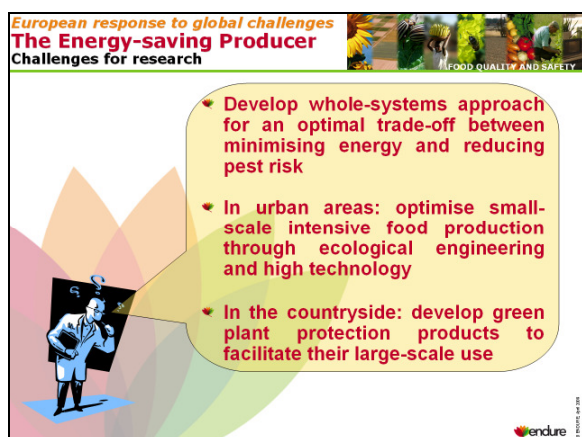 European response to global challenges
The Energy-saving Producer
Challenges for research
FOOD QUALITY AND SAFETY
Develop whole-systems approach
for an optimal trade-off between
minimising energy and reducing
pest risk
In urban areas: optimise small-
scale intensive food production
through ecological engineering
and high technology
In the countryside: develop green
plant protection products to
facilitate their large-scale use
? ? ?
endure